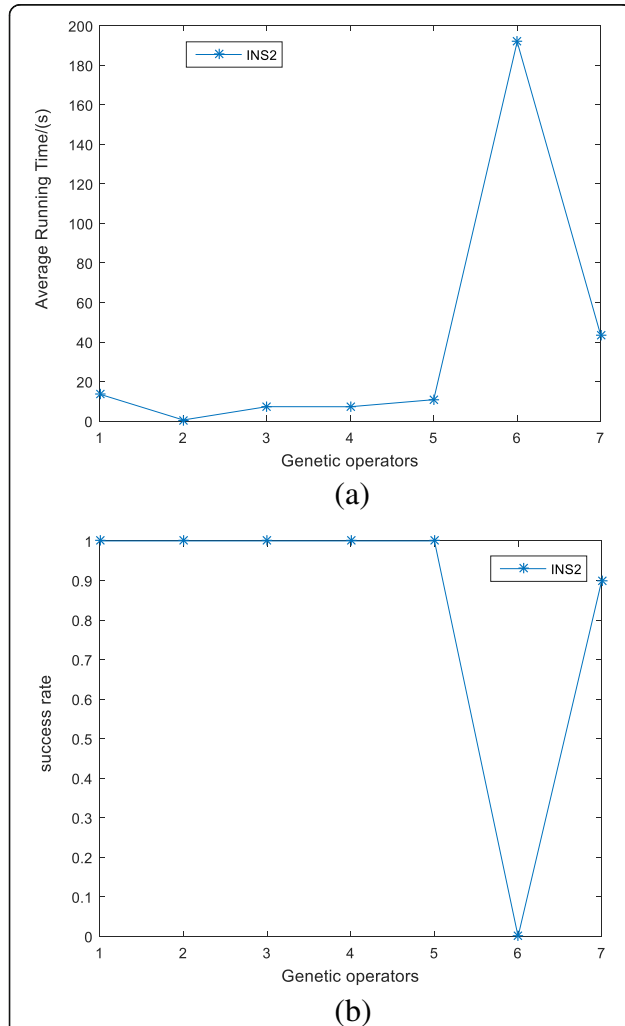 200
180
160
140
120
100
80
60
40
20
0
Average Running Time/(s)
INS2
1 2 3 4 5 6 7
Genetic operators
(a)
1
0.9
0.8
0.7
0.6
0.5
0.4
0.3
0.2
0.1
0
success rate
INS2
1 2 3 4 5 6 7
Genetic operators
(b)